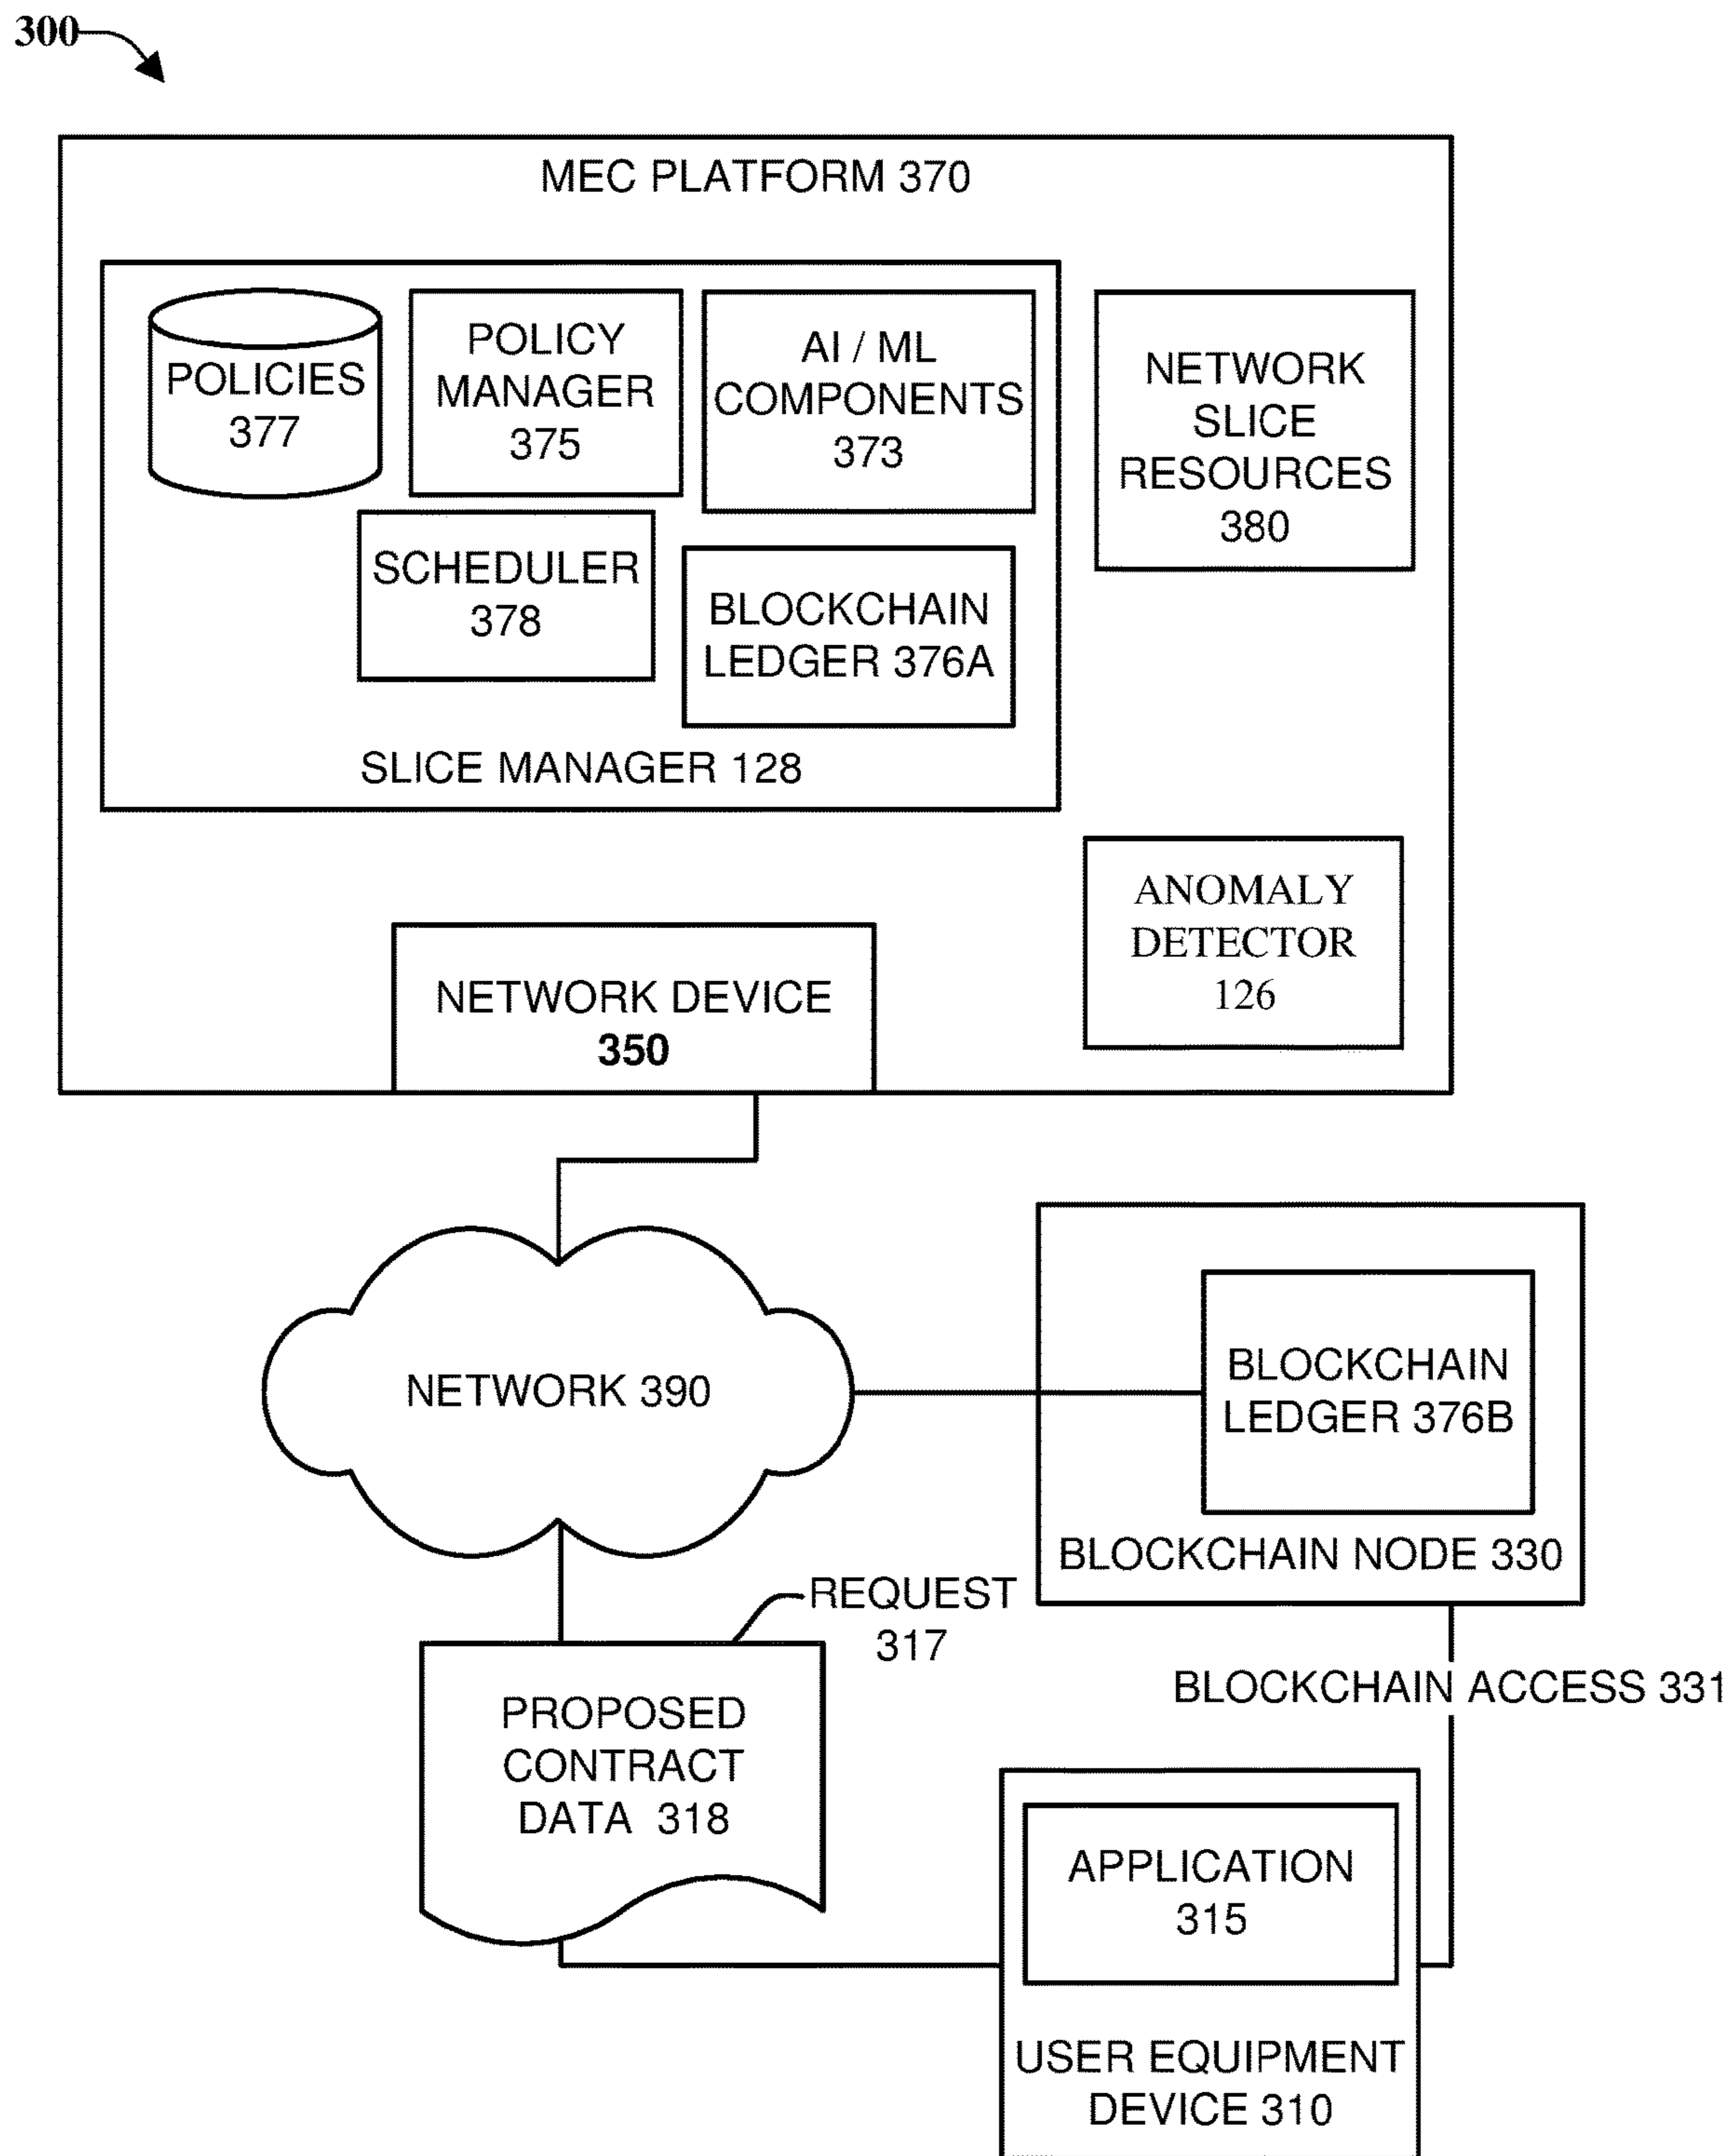 300
MEC PLATFORM 370
POLICIES
377
POLICY
MANAGER
375
AI / ML
COMPONENTS
373
NETWORK
SLICE
RESOURCES
380
SCHEDULER
378
BLOCKCHAIN
LEDGER 376A
SLICE MANAGER 128
ANOMALY
DETECTOR
126
NETWORK DEVICE
350
NETWORK 390
BLOCKCHAIN
LEDGER 376B
BLOCKCHAIN NODE 330
REQUEST
317
BLOCKCHAIN ACCESS 331
PROPOSED
CONTRACT
DATA 318
APPLICATION
315
USER EQUIPMENT
DEVICE 310